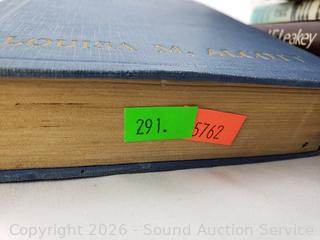 LOUISA M. ALCOTT
Leakey
291.
5762
Copyright 2026 - Sound Auction Service